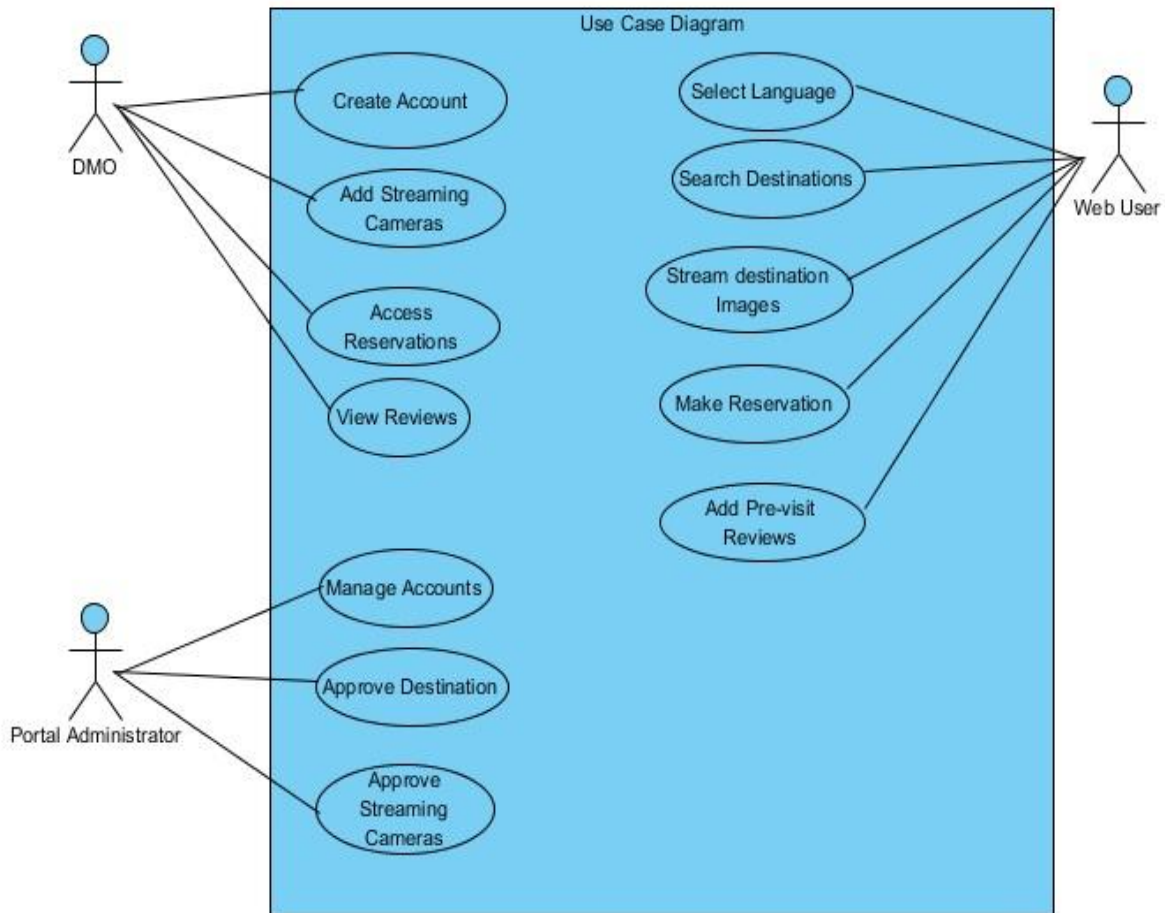 Use Case Diagram
DMO
Create Account
Add Streaming
Cameras
Access
Reservations
View Reviews
Select Language
Search Destinations
Stream destination
Images
Make Reservation
Add Pre-visit
Reviews
Web User
Portal Administrator
Manage Accounts
Approve Destination
Approve
Streaming
Cameras